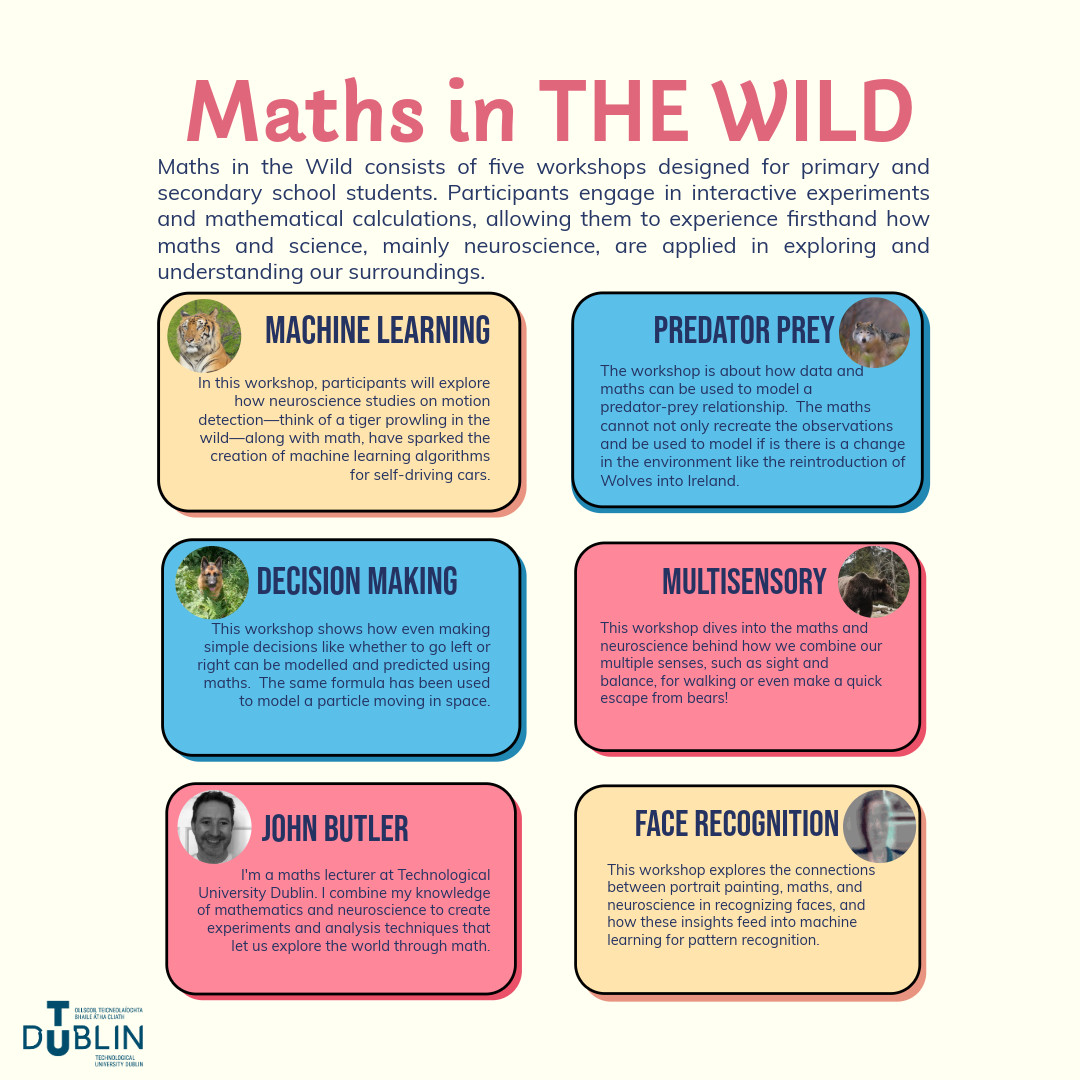 Maths in THE WILD
Maths in the Wild consists of five workshops designed for primary and
secondary school students. Participants engage in interactive experiments
and mathematical calculations, allowing them to experience firsthand how
maths and science, mainly neuroscience, are applied in exploring and
understanding our surroundings.
MACHINE LEARNING
In this workshop, participants will explore
how neuroscience studies on motion
detection—think of a tiger prowling in the
wild—along with math, have sparked the
creation of machine learning algorithms
for self-driving cars.
PREDATOR PREY
The workshop is about how data and
maths can be used to model a
predator-prey relationship.  The maths
cannot not only recreate the observations
and be used to model if is there is a change
in the environment like the reintroduction of
Wolves into Ireland.
DECISION MAKING
This workshop shows how even making
simple decisions like whether to go left or
right can be modelled and predicted using
maths.  The same formula has been used
to model a particle moving in space.
MULTISENSORY
This workshop dives into the maths and
neuroscience behind how we combine our
multiple senses, such as sight and
balance, for walking or even make a quick
escape from bears!
JOHN BUTLER
I'm a maths lecturer at Technological
University Dublin. I combine my knowledge
of mathematics and neuroscience to create
experiments and analysis techniques that
let us explore the world through math.
FACE RECOGNITION
This workshop explores the connections
between portrait painting, maths, and
neuroscience in recognizing faces, and
how these insights feed into machine
learning for pattern recognition.
OLLSCOIL TEICNEOLAÍOCHTA
BHAILE ÁTHA CLIATH
TU DUBLIN
TECHNOLOGICAL
UNIVERSITY DUBLIN